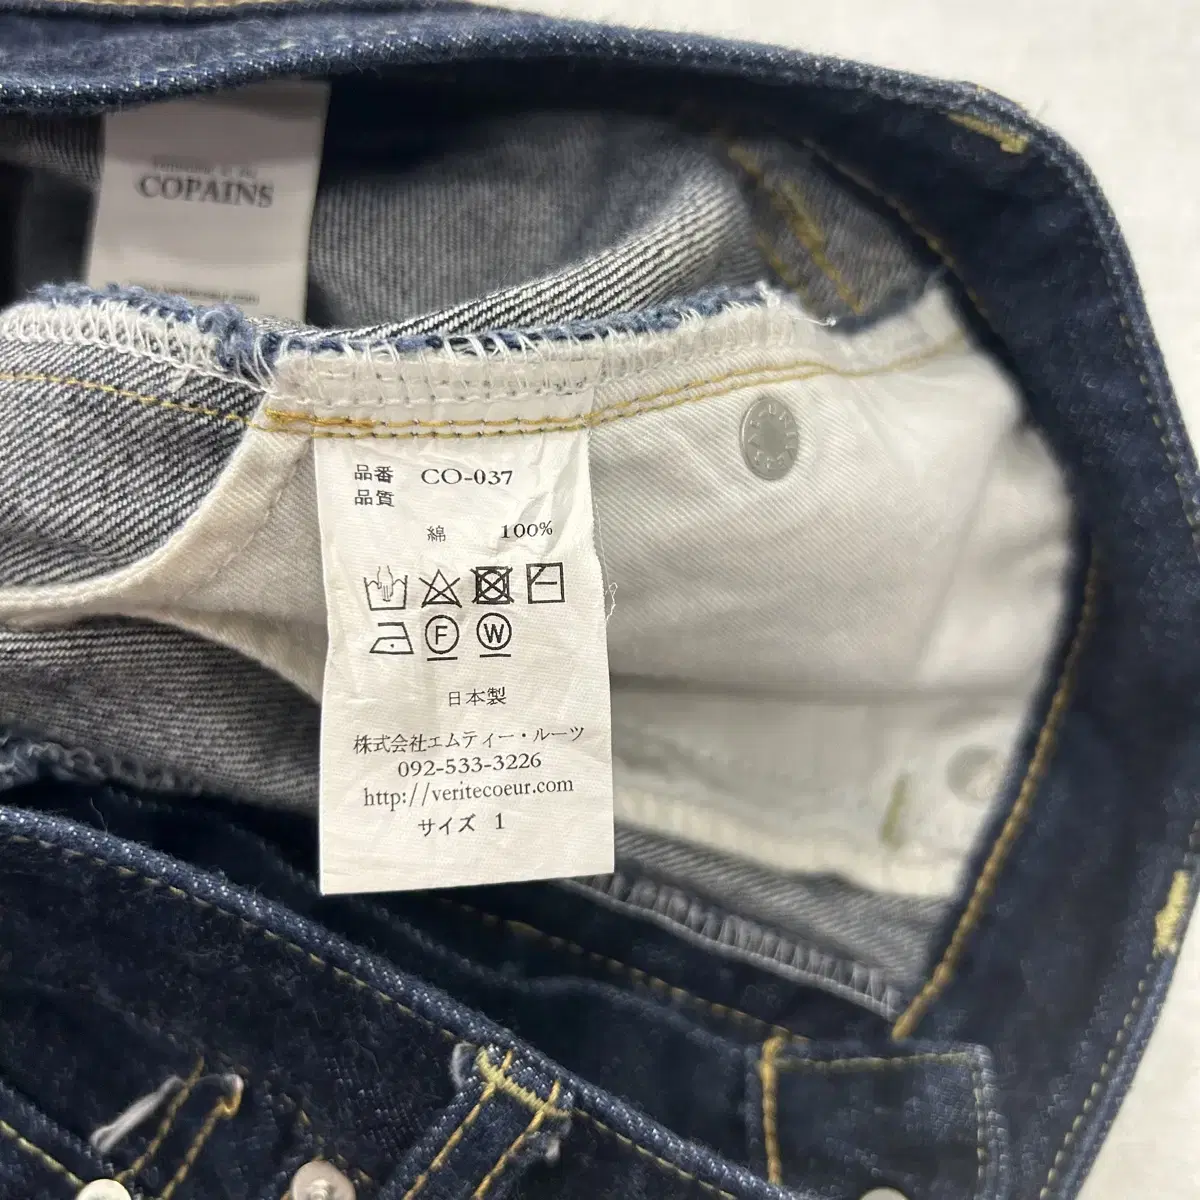 COPAINS
品番 CO-037
品質
綿 100%
F W
日本製
株式会社エムティー・ルーツ
092-533-3226
http://veritecoeur.com
サイズ 1